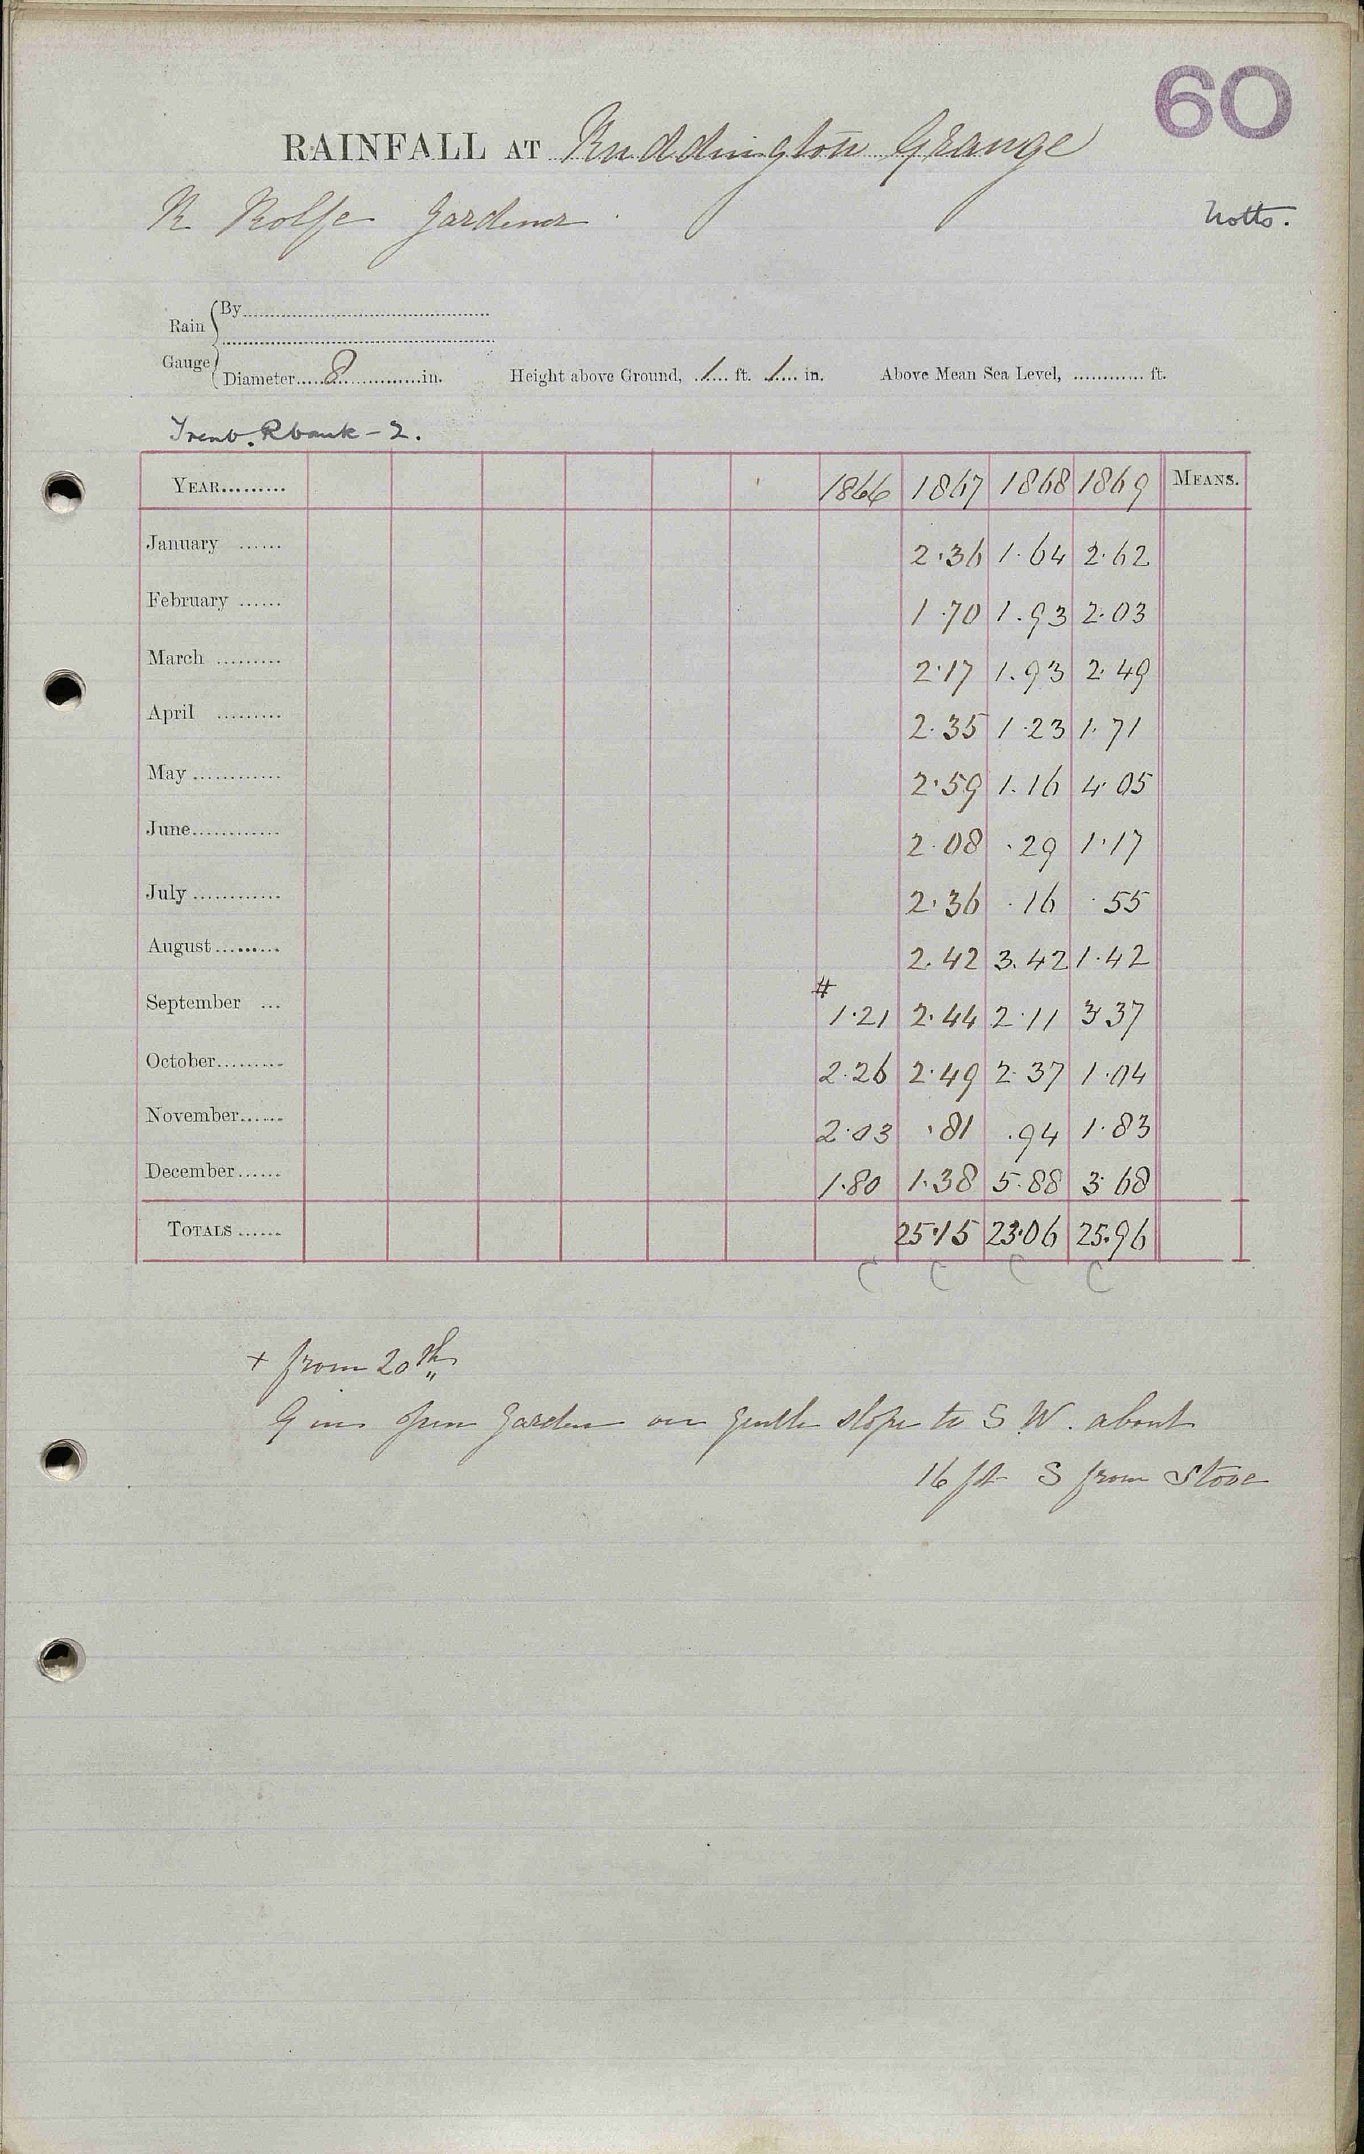 60
RAINFALL AT Ruddington Grange
R Rolfe Gardener
Notts.
Rain Gauge { By
Diameter 8 in. Height above Ground, 1 ft. 1 in. Above Mean Sea Level, ft.
Trent. Rbank - 2.
YEAR 1866 1867 1868 1869 MEANS.
January 2.36 1.64 2.62
February 1.70 1.93 2.03
March 2.17 1.93 2.49
April 2.35 1.23 1.71
May 2.59 1.16 4.05
June 2.08 .29 1.17
July 2.36 .16 .55
August 2.42 3.42 1.42
September # 1.21 2.44 2.11 3.37
October 2.26 2.49 2.37 1.04
November 2.03 .81 .94 1.83
December 1.80 1.38 5.88 3.68
TOTALS 25.15 23.06 25.96
C C C C
+ from 20th
G in open garden on gentle slope to S W. about
16 ft S from Stove